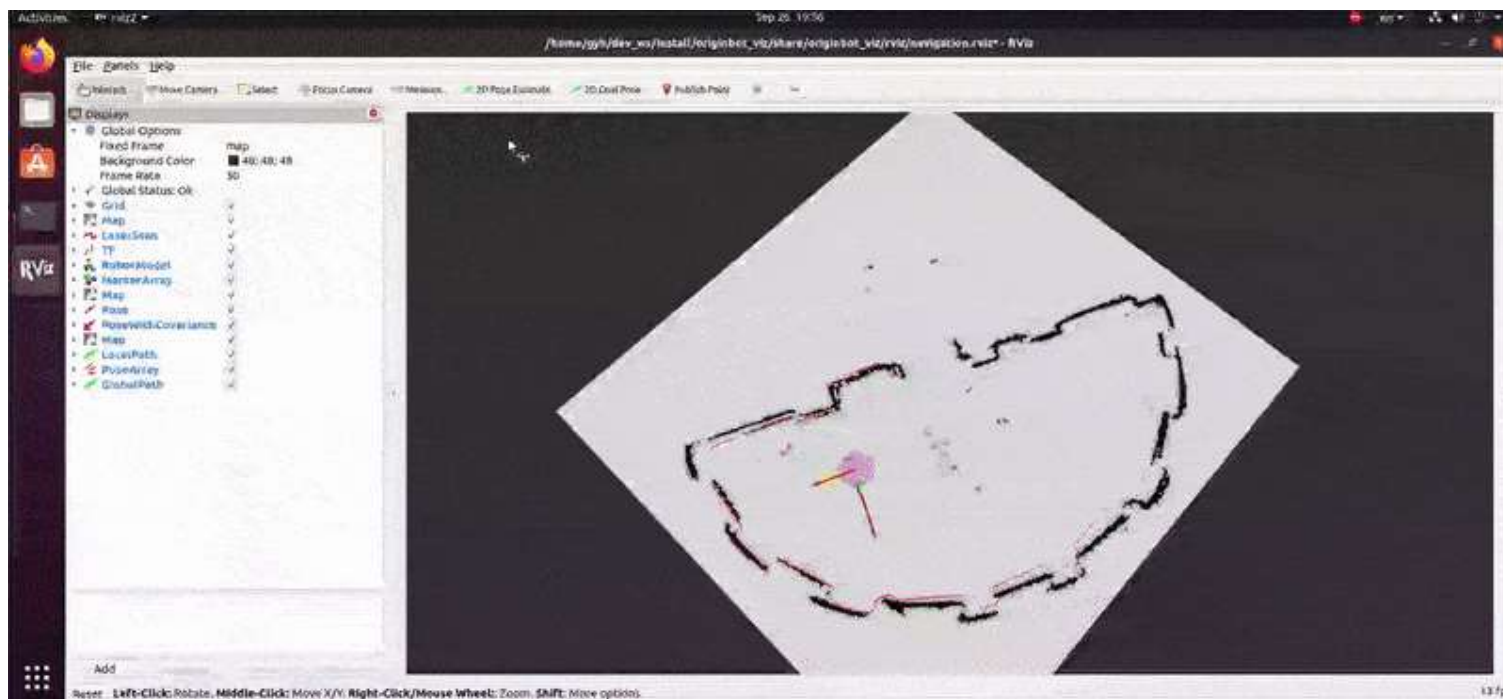 Activities
Sep 26 19:56
/home/gyh/dev_ws/install/originbot_viz/share/originbot_viz/rviz/navigation.rviz* - RViz
File Panels Help
Interact Move Camera Select Focus Camera Measure 2D Pose Estimate 2D Goal Pose Publish Point
Displays
Global Options
Fixed Frame map
Background Color 48; 48; 48
Frame Rate 30
Global Status: Ok
Grid
Map
LaserScan
TF
RobotModel
MarkerArray
Map
Pose
PoseWithCovariance
Map
LocalPath
PoseArray
GlobalPath
RViz
Add
Reset Left-Click: Rotate. Middle-Click: Move X/Y. Right-Click/Mouse Wheel: Zoom. Shift: More options.